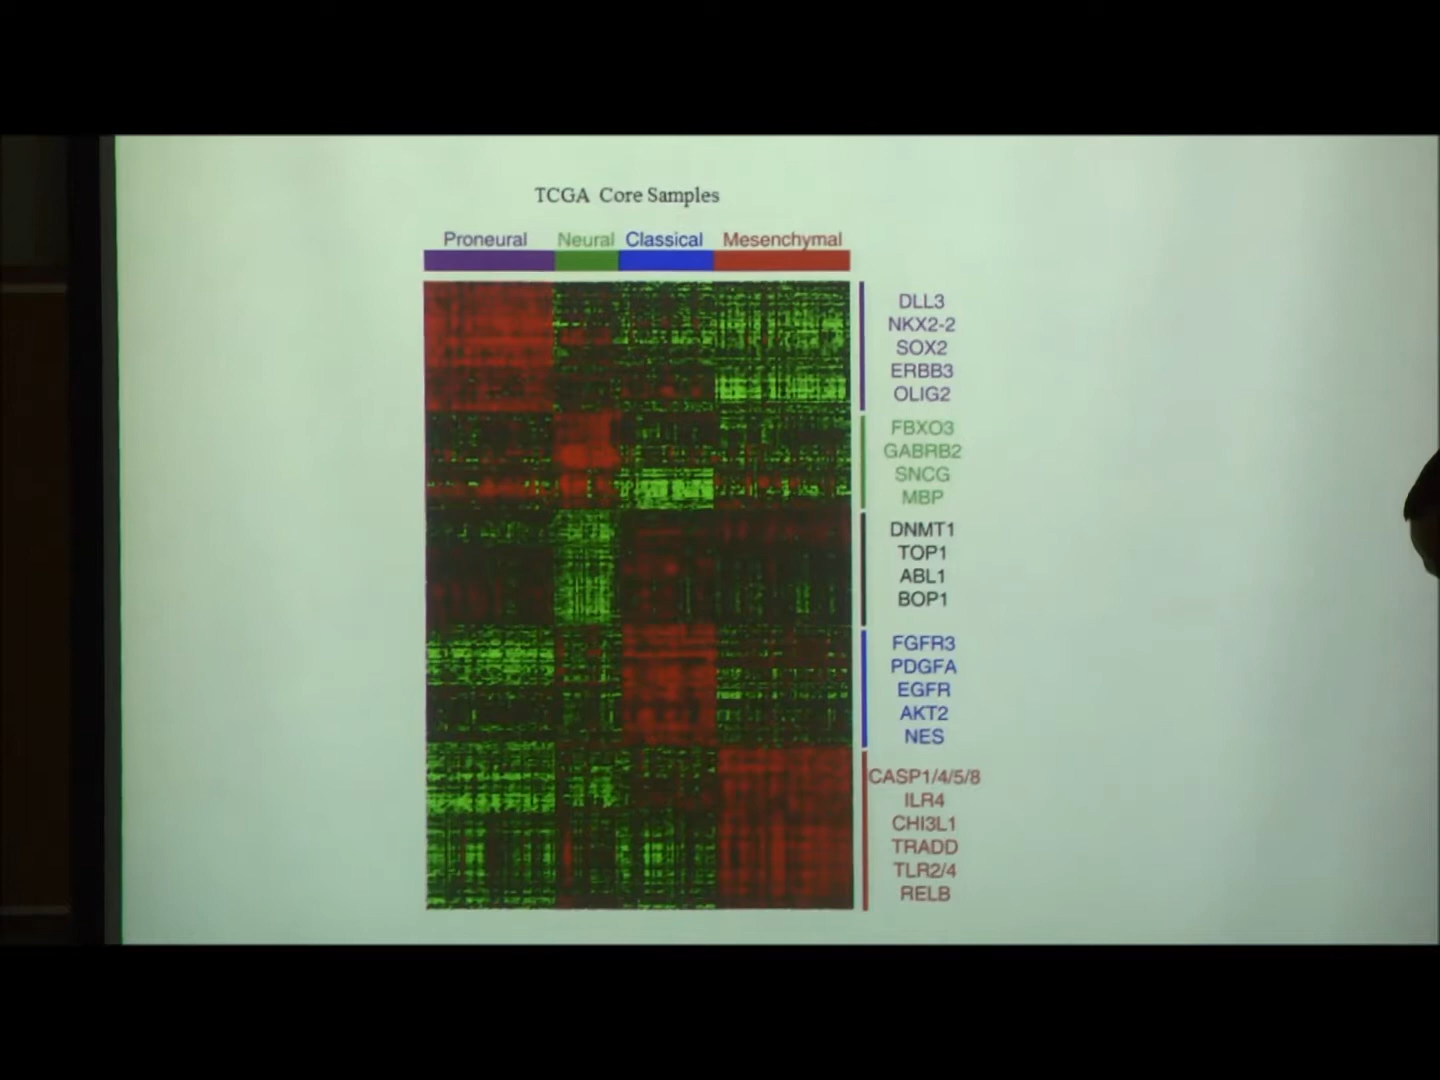 TCGA Core Samples
Proneural Neural Classical Mesenchymal
DLL3
NKX2-2
SOX2
ERBB3
OLIG2
FBXO3
GABRB2
SNCG
MBP
DNMT1
TOP1
ABL1
BOP1
FGFR3
PDGFA
EGFR
AKT2
NES
CASP1/4/5/8
ILR4
CHI3L1
TRADD
TLR2/4
RELB